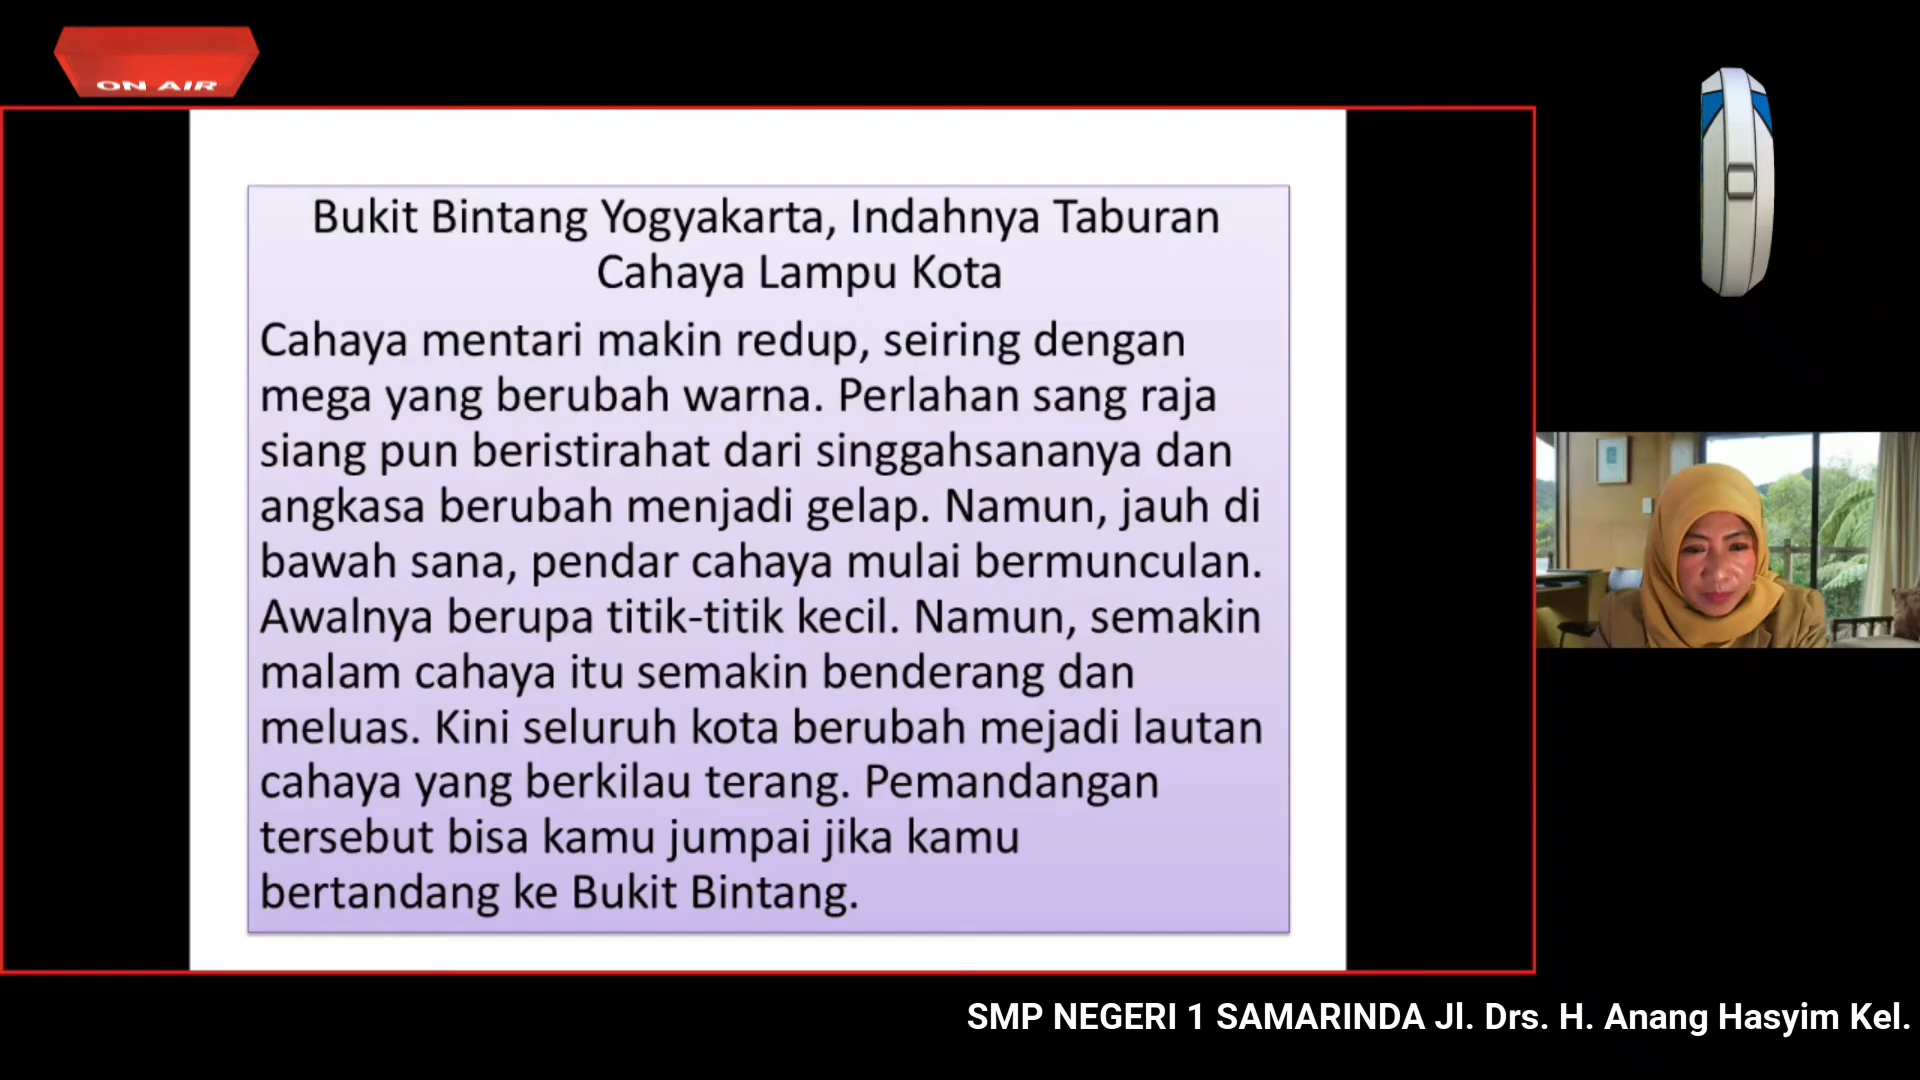 ON AIR
Bukit Bintang Yogyakarta, Indahnya Taburan
Cahaya Lampu Kota
Cahaya mentari makin redup, seiring dengan
mega yang berubah warna. Perlahan sang raja
siang pun beristirahat dari singgahsananya dan
angkasa berubah menjadi gelap. Namun, jauh di
bawah sana, pendar cahaya mulai bermunculan.
Awalnya berupa titik-titik kecil. Namun, semakin
malam cahaya itu semakin benderang dan
meluas. Kini seluruh kota berubah mejadi lautan
cahaya yang berkilau terang. Pemandangan
tersebut bisa kamu jumpai jika kamu
bertandang ke Bukit Bintang.
SMP NEGERI 1 SAMARINDA Jl. Drs. H. Anang Hasyim Kel.